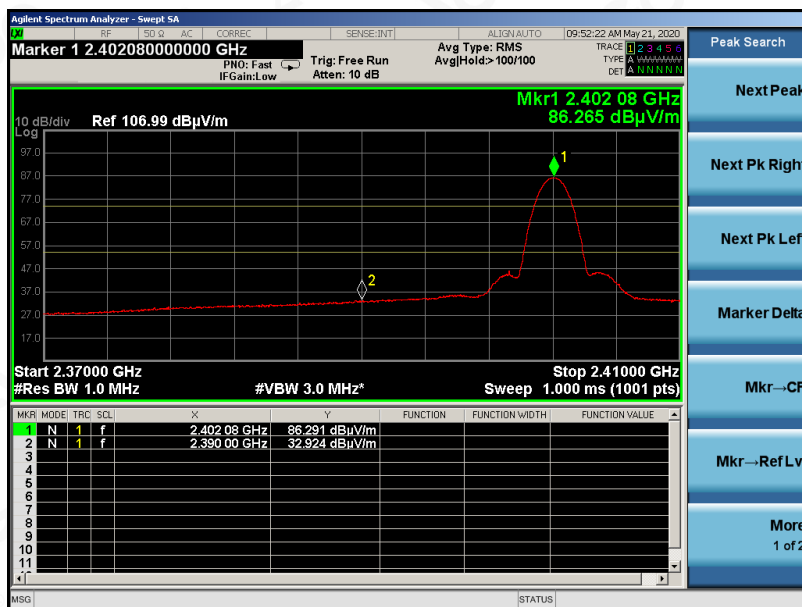 Agilent Spectrum Analyzer - Swept SA
LXI RF 50 Ω AC CORREC SENSE:INT ALIGN AUTO 09:52:22 AM May 21, 2020
Marker 1 2.402080000000 GHz
PNO: Fast
IFGain:Low
Trig: Free Run
Atten: 10 dB
Avg Type: RMS
Avg|Hold:>100/100
TRACE 1 2 3 4 5 6
TYPE A
DET A N N N N N
Mkr1 2.402 08 GHz
86.265 dBµV/m
10 dB/div Ref 106.99 dBµV/m
Log
97.0
87.0
77.0
67.0
57.0
47.0
37.0
27.0
17.0
1
2
Start 2.37000 GHz Stop 2.41000 GHz
#Res BW 1.0 MHz #VBW 3.0 MHz* Sweep 1.000 ms (1001 pts)
MKR MODE TRC SCL X Y FUNCTION FUNCTION WIDTH FUNCTION VALUE
1 N 1 f 2.402 08 GHz 86.291 dBµV/m
2 N 1 f 2.390 00 GHz 32.924 dBµV/m
3
4
5
6
7
8
9
10
11
MSG STATUS
Peak Search
Next Peak
Next Pk Right
Next Pk Left
Marker Delta
Mkr→CF
Mkr→Ref Lv
More
1 of 2